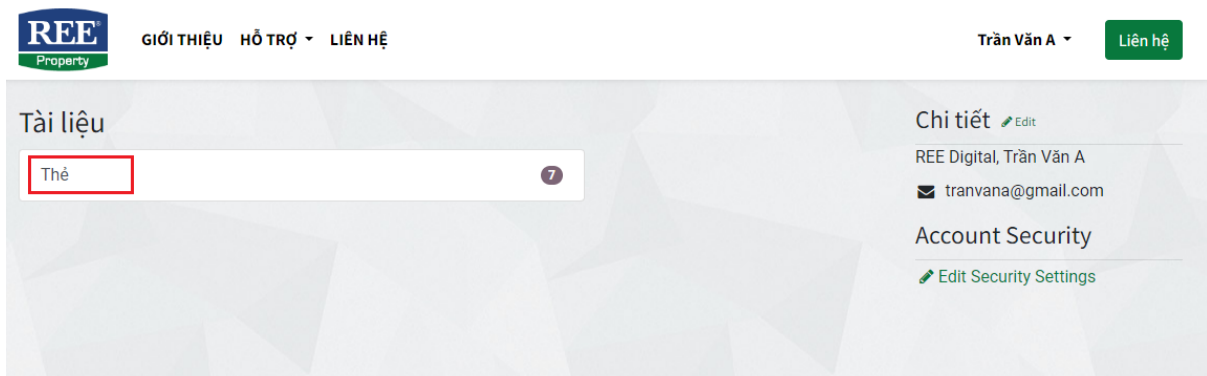 REE
Property
GIỚI THIỆU HỖ TRỢ LIÊN HỆ
Trần Văn A
Liên hệ
Tài liệu
Thẻ 7
Chi tiết Edit
REE Digital, Trần Văn A
tranvana@gmail.com
Account Security
Edit Security Settings